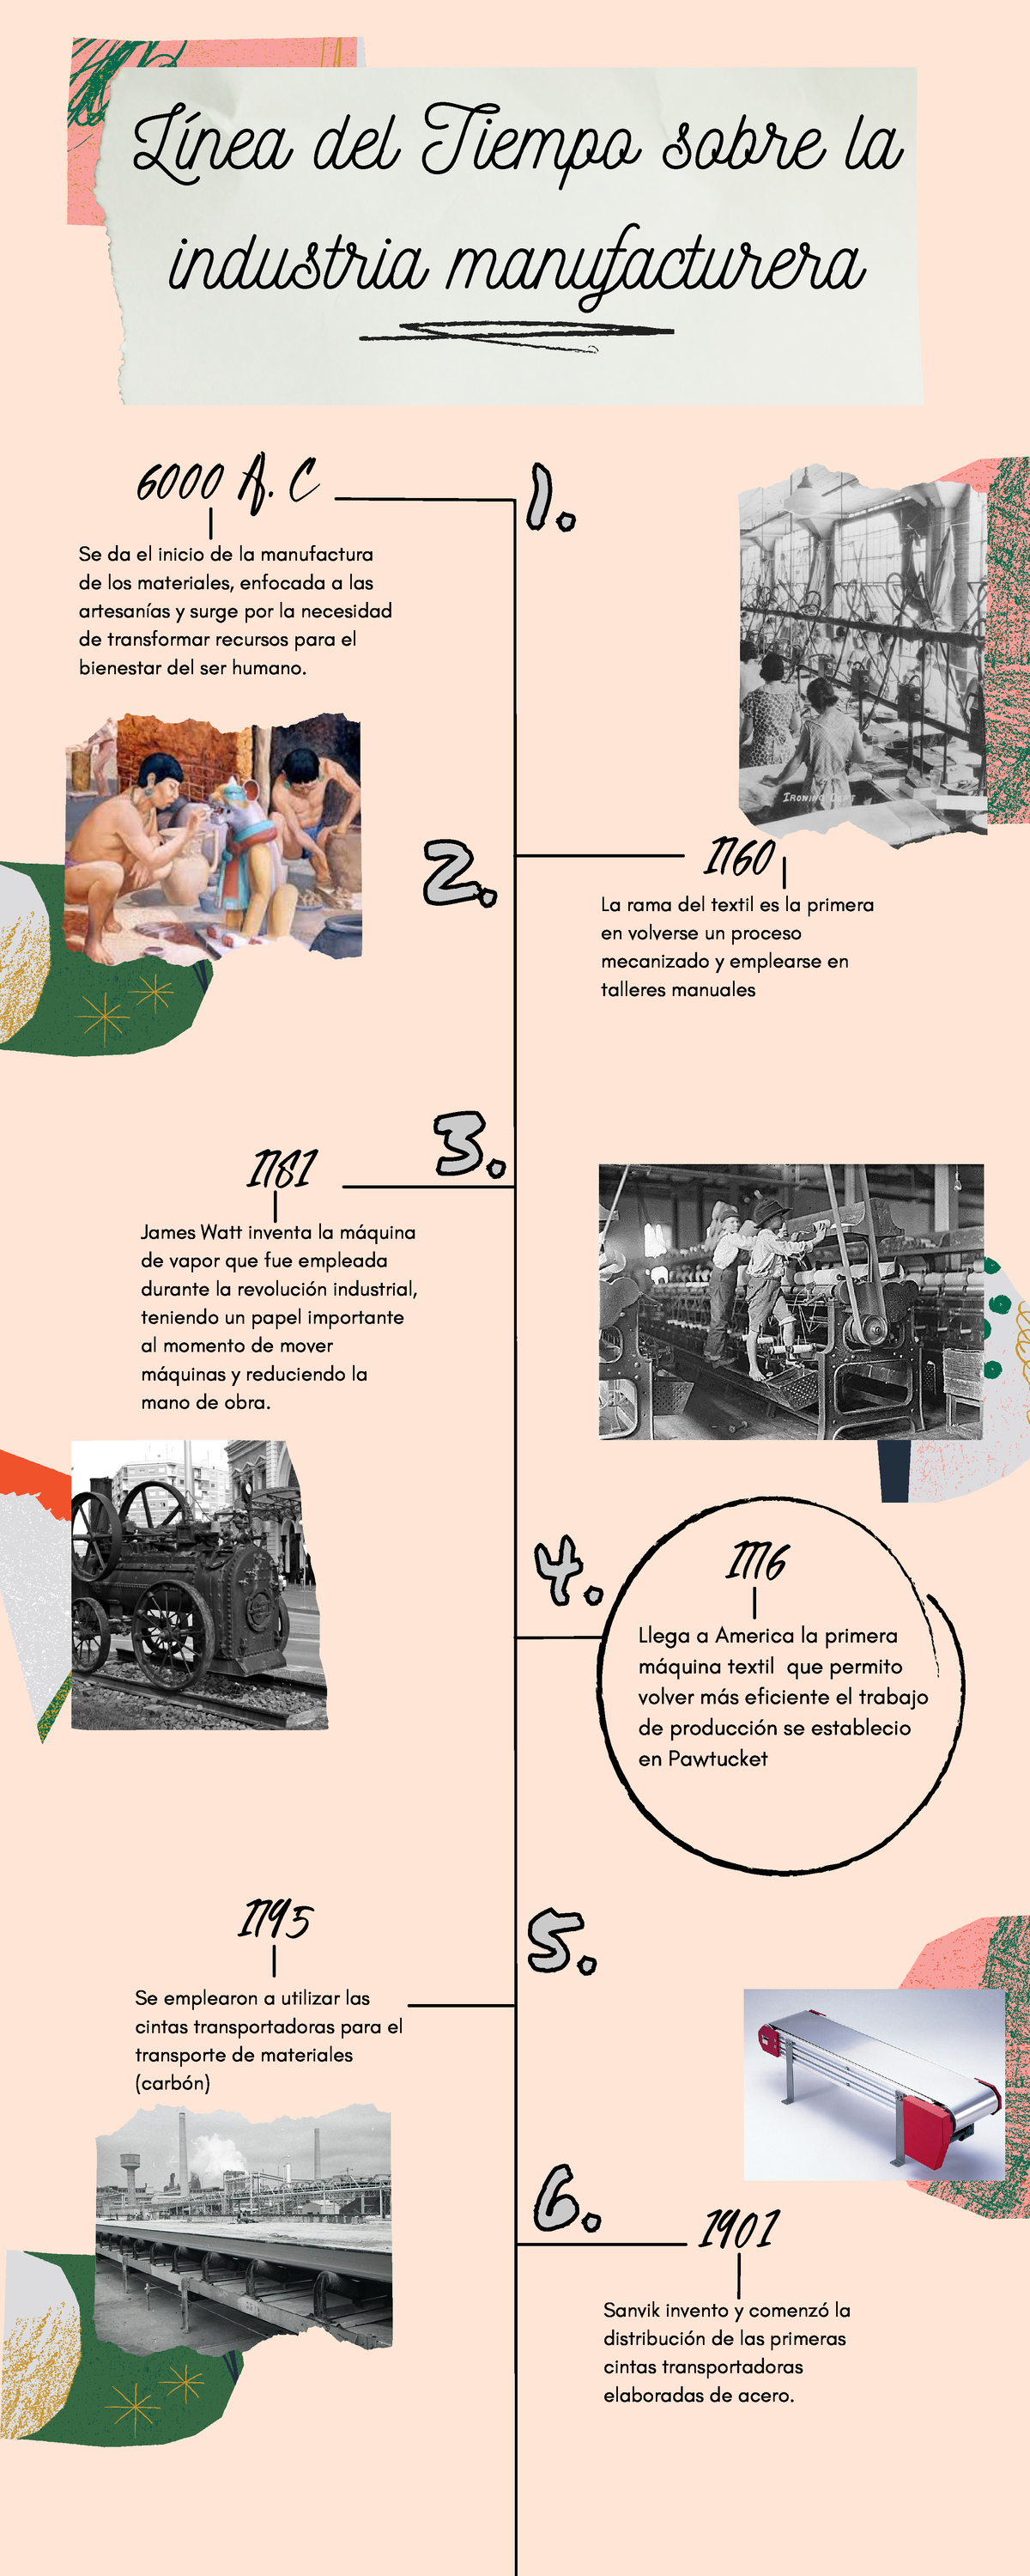 Línea del Tiempo sobre la
industria manufacturera
6000 A. C
1.
Se da el inicio de la manufactura
de los materiales, enfocada a las
artesanías y surge por la necesidad
de transformar recursos para el
bienestar del ser humano.
IRONING DEPT
2.
1760
La rama del textil es la primera
en volverse un proceso
mecanizado y emplearse en
talleres manuales
3.
1781
James Watt inventa la máquina
de vapor que fue empleada
durante la revolución industrial,
teniendo un papel importante
al momento de mover
máquinas y reduciendo la
mano de obra.
4.
1776
Llega a America la primera
máquina textil  que permito
volver más eficiente el trabajo
de producción se establecio
en Pawtucket
1795
5.
Se emplearon a utilizar las
cintas transportadoras para el
transporte de materiales
(carbón)
6.
1901
Sanvik invento y comenzó la
distribución de las primeras
cintas transportadoras
elaboradas de acero.